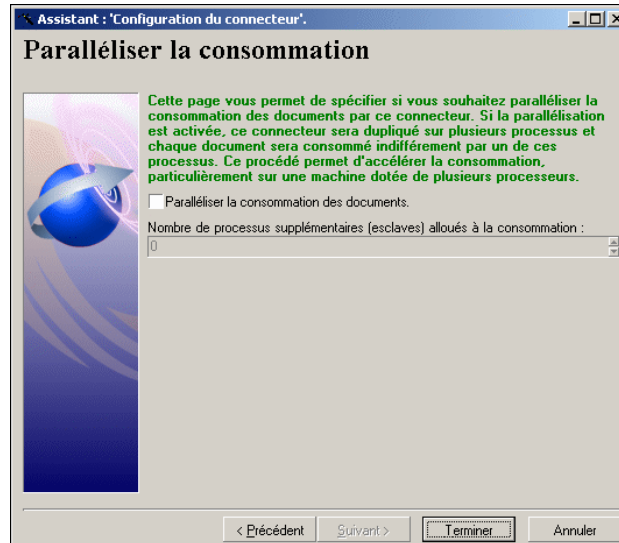 Assistant : 'Configuration du connecteur'.
Paralléliser la consommation
Cette page vous permet de spécifier si vous souhaitez paralléliser la
consommation des documents par ce connecteur. Si la parallélisation
est activée, ce connecteur sera dupliqué sur plusieurs processus et
chaque document sera consommé indifférement par un de ces
processus. Ce procédé permet d'accélérer la consommation,
particulièrement sur une machine dotée de plusieurs processeurs.
Paralléliser la consommation des documents.
Nombre de processus supplémentaires (esclaves) alloués à la consommation :
0
< Précédent Suivant > Terminer Annuler